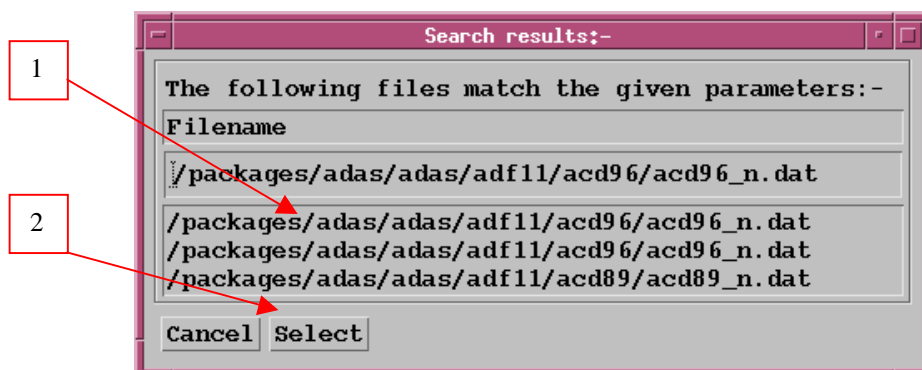 Search results:-
1
The following files match the given parameters:-
Filename
/packages/adas/adas/adf11/acd96/acd96_n.dat
2
/packages/adas/adas/adf11/acd96/acd96_n.dat
/packages/adas/adas/adf11/acd96/acd96_n.dat
/packages/adas/adas/adf11/acd89/acd89_n.dat
Cancel Select